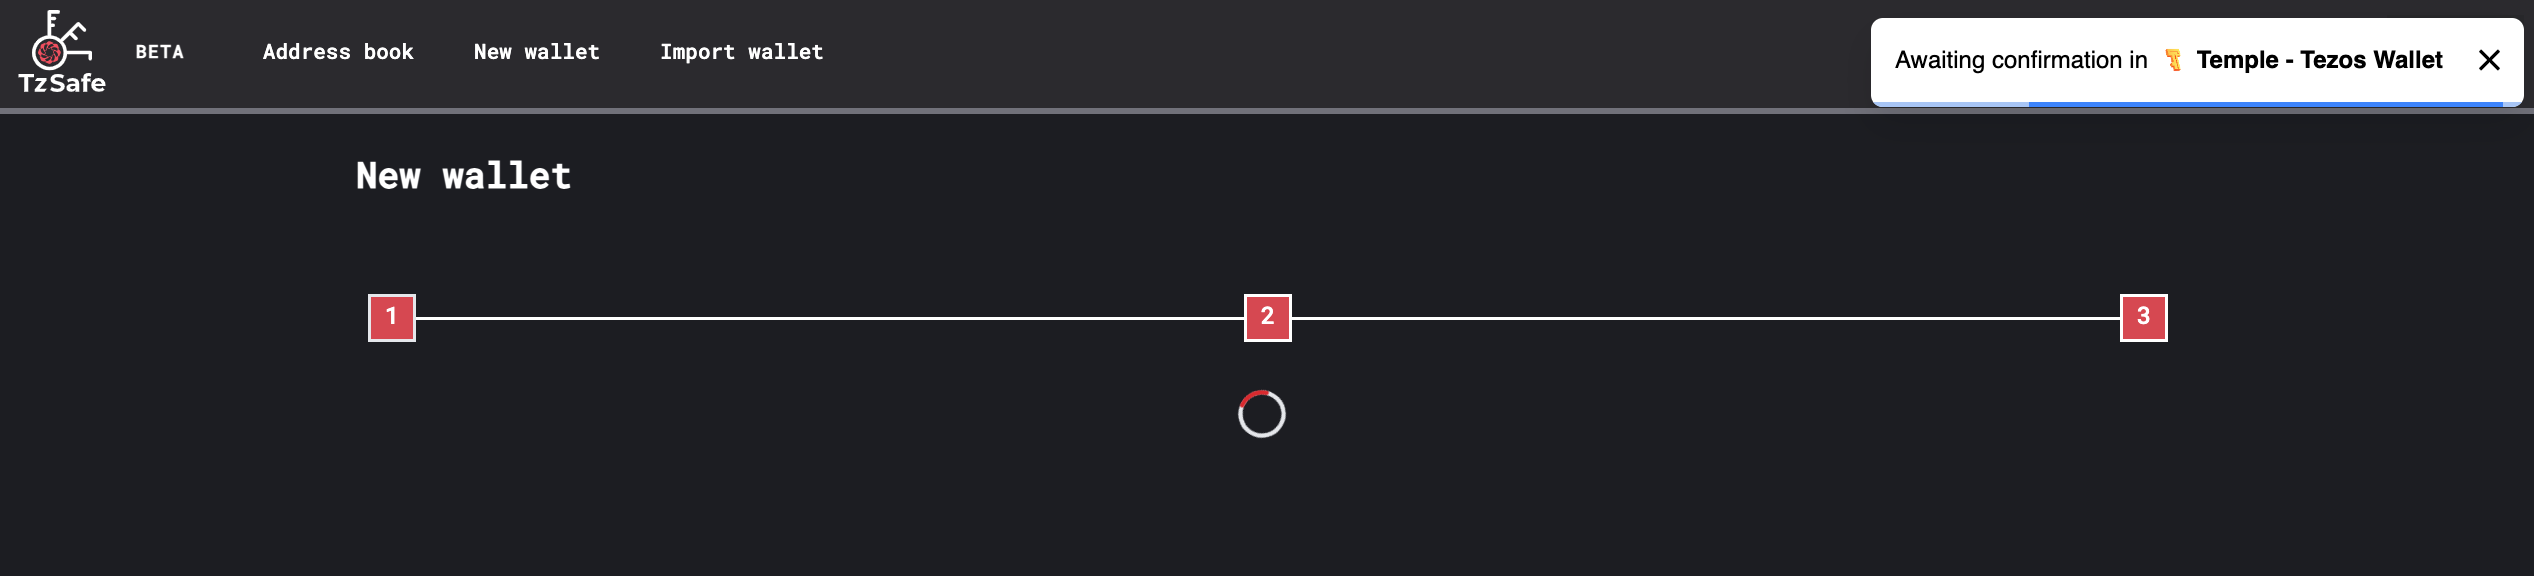 TzSafe
BETA
Address book
New wallet
Import wallet
Awaiting confirmation in Temple - Tezos Wallet
New wallet
1
2
3